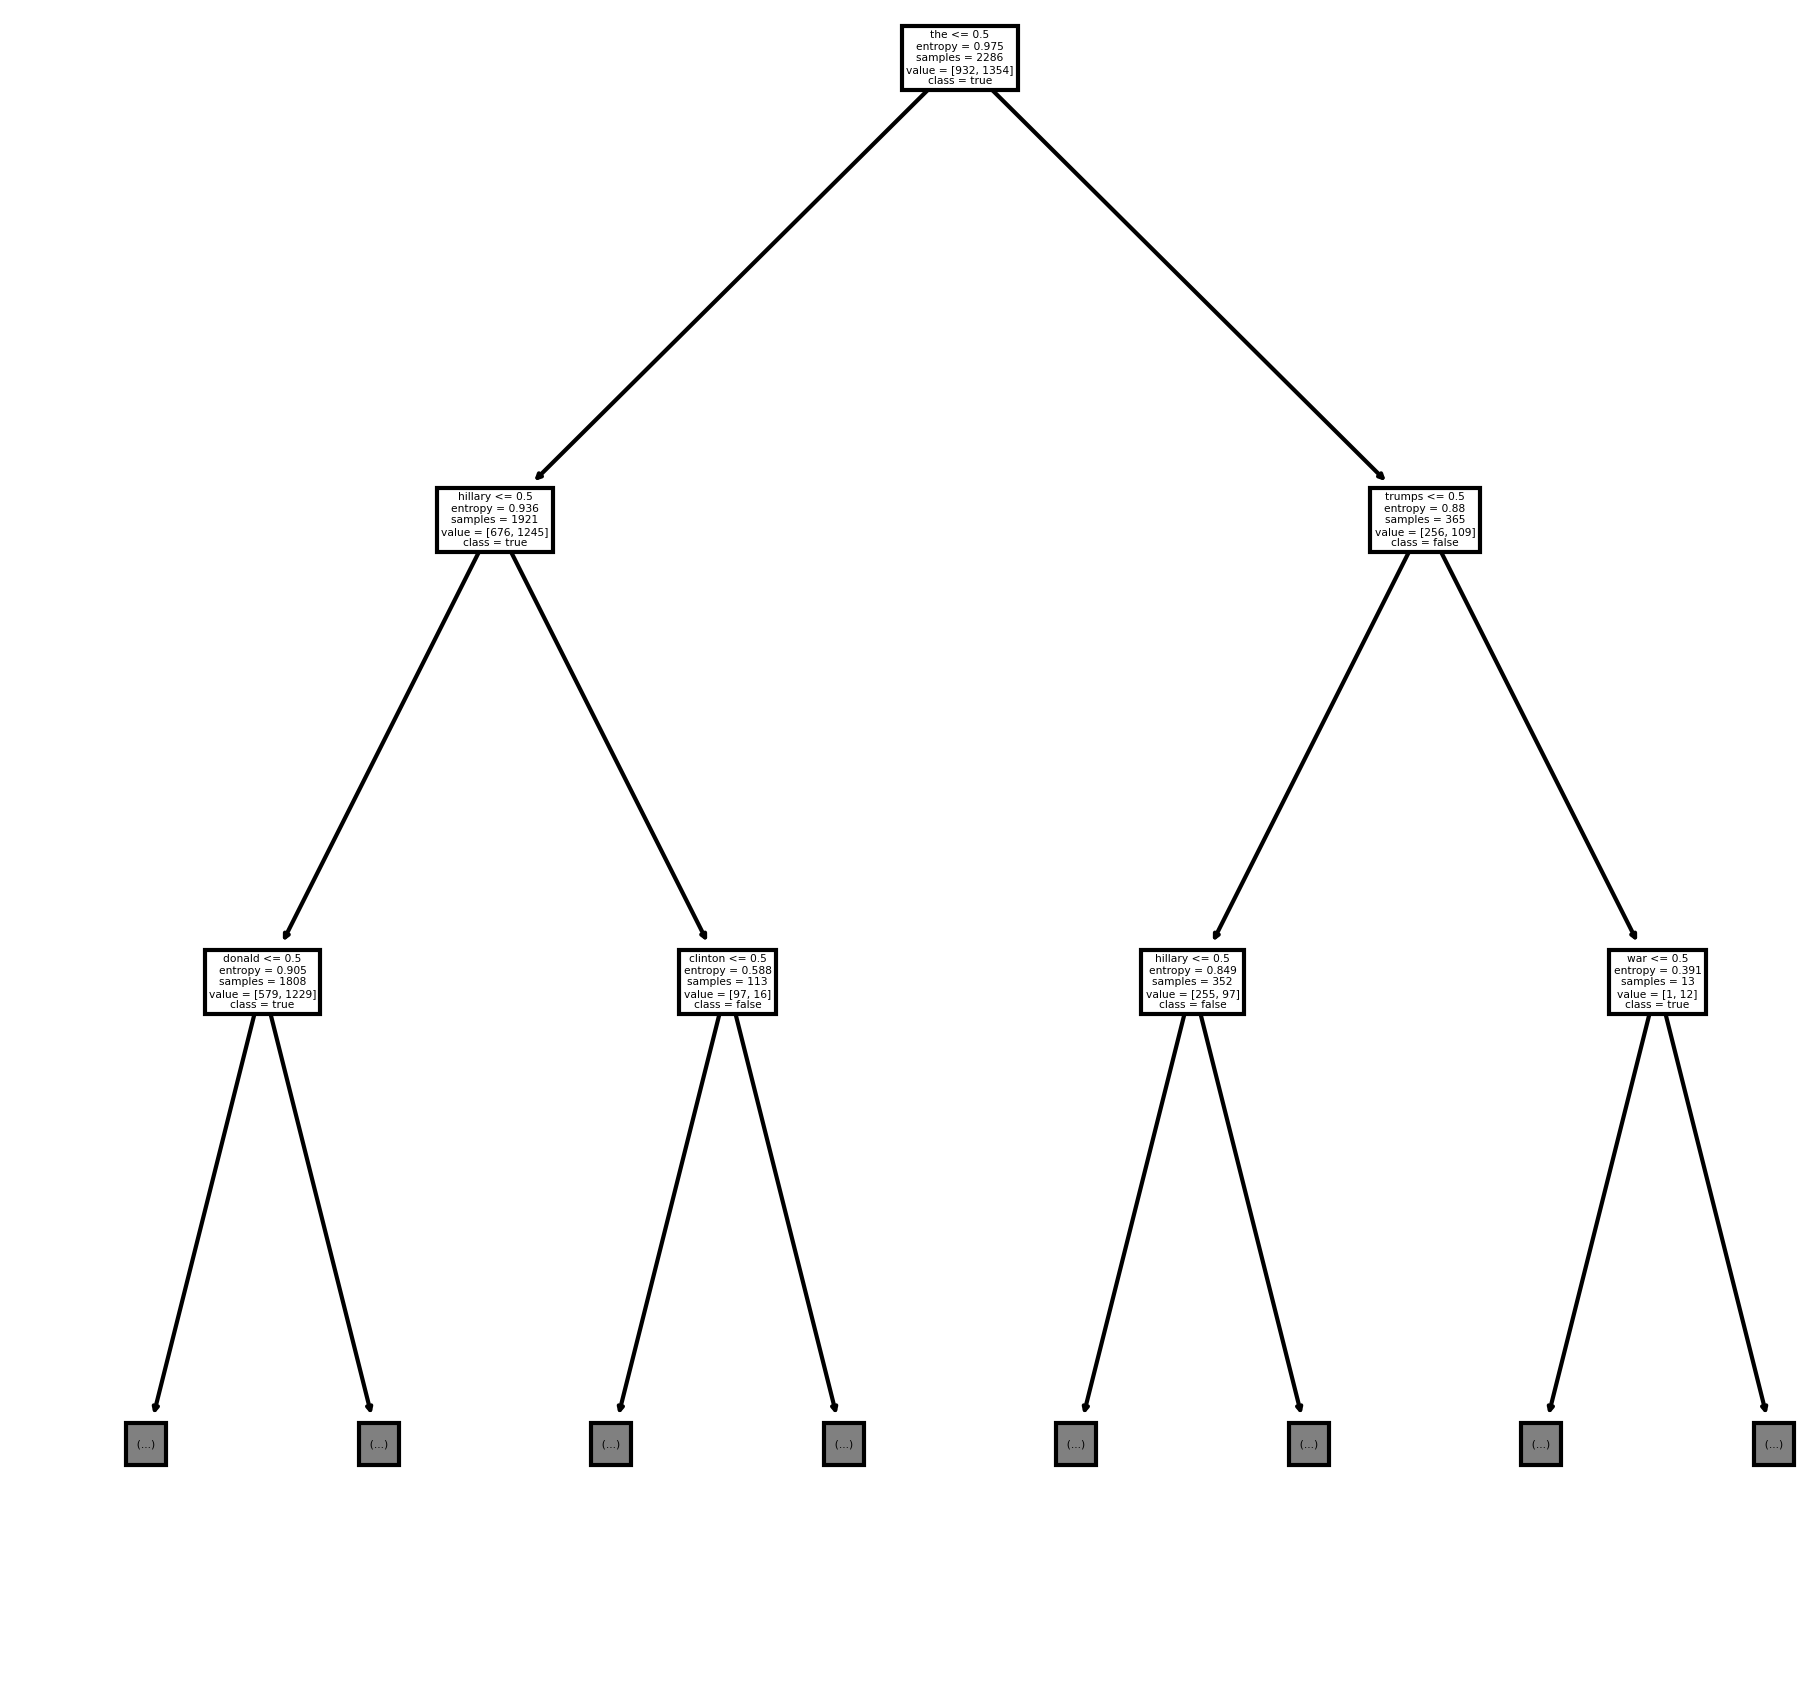 the <= 0.5
entropy = 0.975
samples = 2286
value = [932, 1354]
class = true
hillary <= 0.5
entropy = 0.936
samples = 1921
value = [676, 1245]
class = true
trumps <= 0.5
entropy = 0.88
samples = 365
value = [256, 109]
class = false
donald <= 0.5
entropy = 0.905
samples = 1808
value = [579, 1229]
class = true
clinton <= 0.5
entropy = 0.588
samples = 113
value = [97, 16]
class = false
hillary <= 0.5
entropy = 0.849
samples = 352
value = [255, 97]
class = false
war <= 0.5
entropy = 0.391
samples = 13
value = [1, 12]
class = true
(...)
(...)
(...)
(...)
(...)
(...)
(...)
(...)